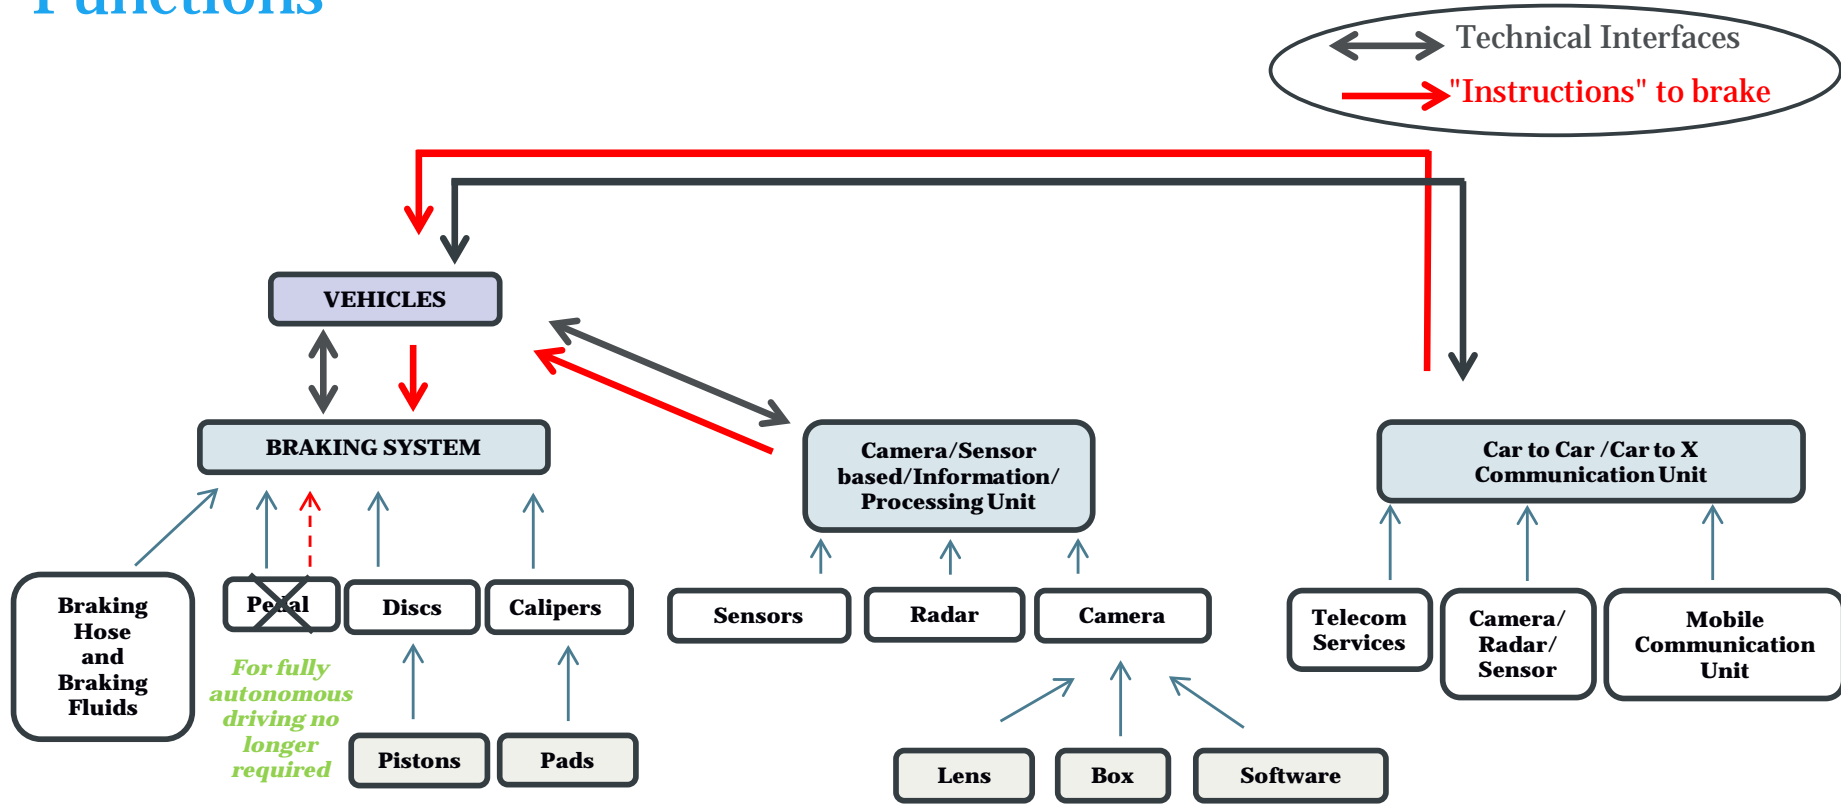 Functions
Technical Interfaces
"Instructions" to brake
VEHICLES
BRAKING SYSTEM
Camera/Sensor
based/Information/
Processing Unit
Car to Car /Car to X
Communication Unit
Braking
Hose
and
Braking
Fluids
Pedal
Discs
Calipers
Sensors
Radar
Camera
Telecom
Services
Camera/
Radar/
Sensor
Mobile
Communication
Unit
For fully
autonomous
driving no
longer
required
Pistons
Pads
Lens
Box
Software